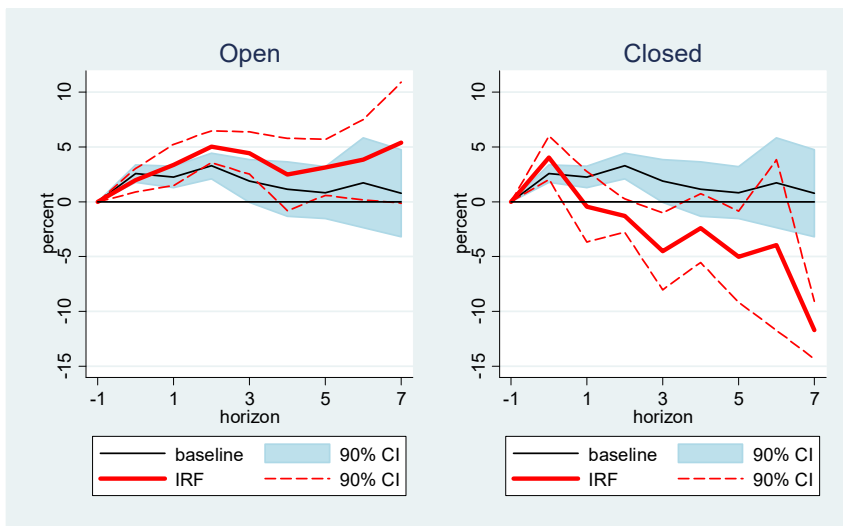 Open
10
5
0
-5
-10
-15
percent
-1 1 3 5 7
horizon
baseline 90% CI
IRF 90% CI
Closed
10
5
0
-5
-10
-15
percent
-1 1 3 5 7
horizon
baseline 90% CI
IRF 90% CI